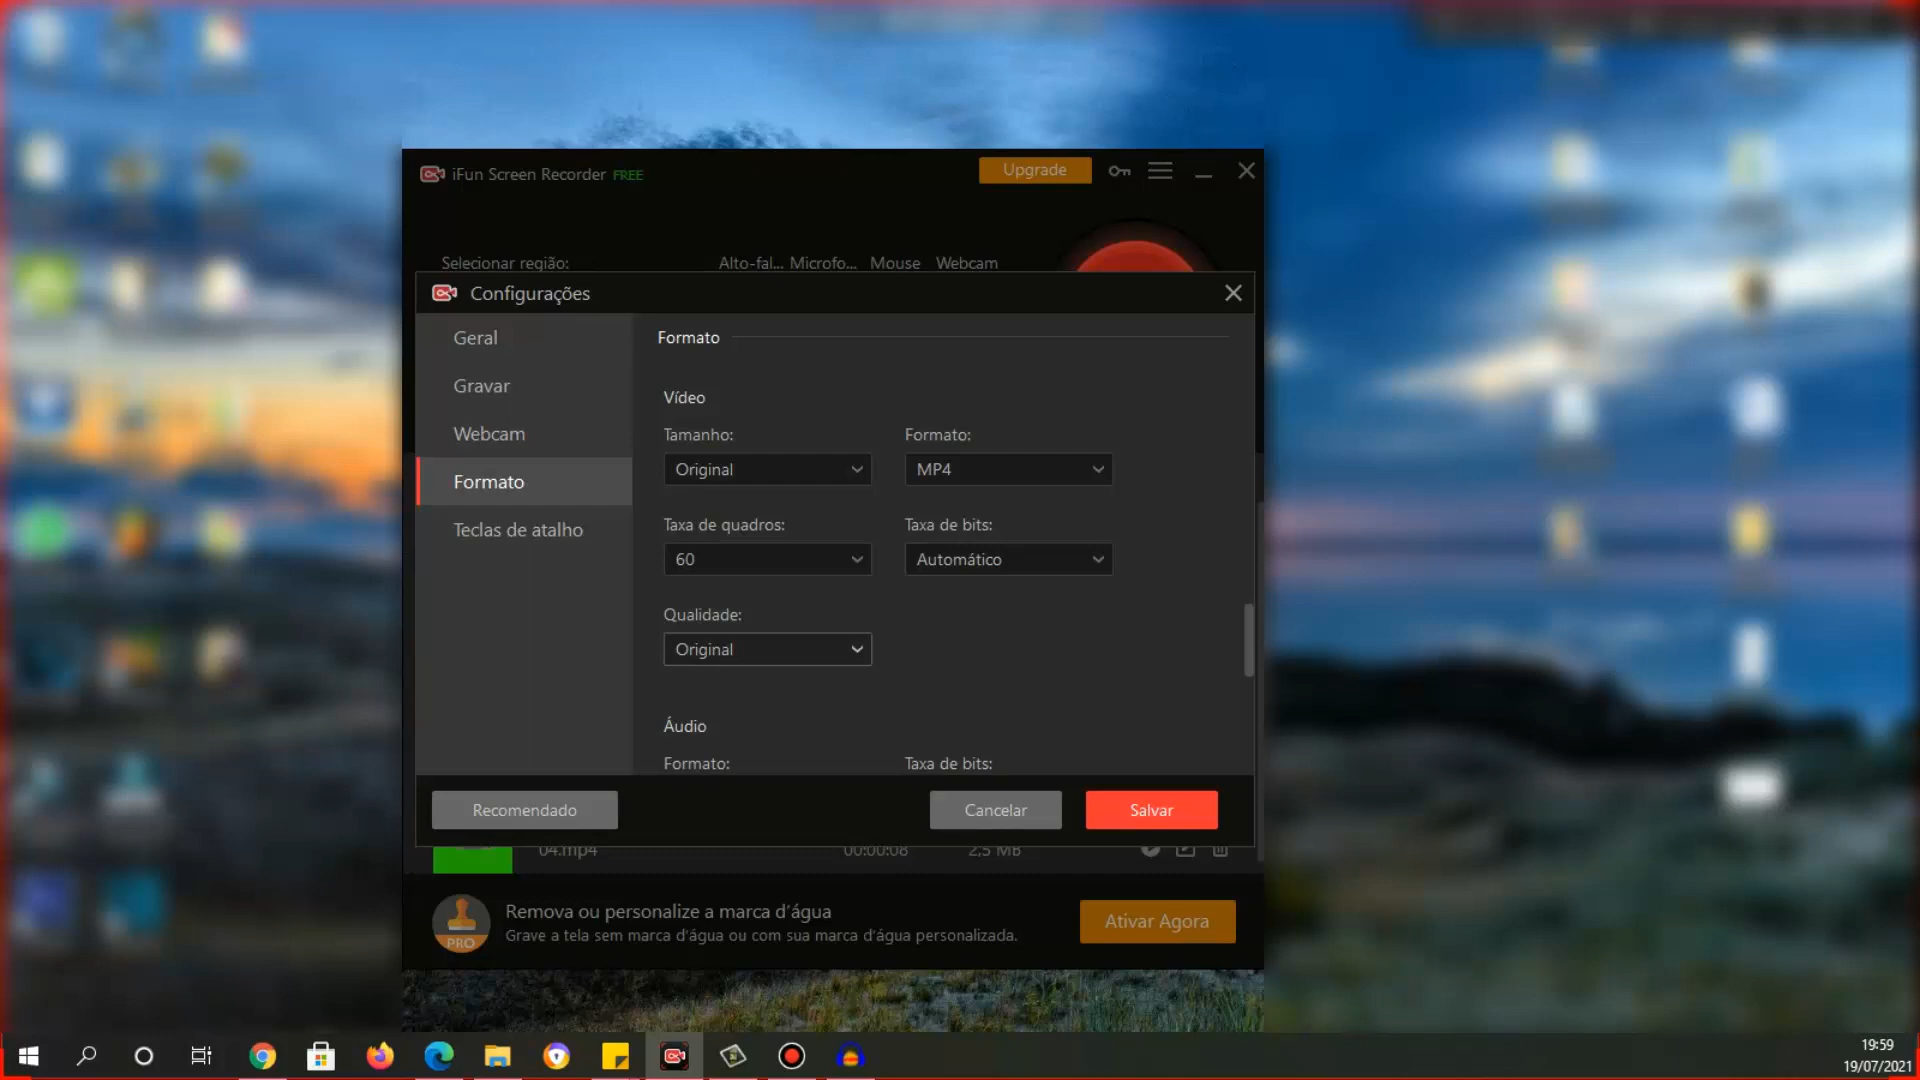 iFun Screen Recorder FREE
Upgrade
Selecionar região:
Alto-fal... Microfo... Mouse Webcam
Configurações
Geral
Gravar
Webcam
Formato
Teclas de atalho
Formato
Vídeo
Tamanho: Formato:
Original MP4
Taxa de quadros: Taxa de bits:
60 Automático
Qualidade:
Original
Áudio
Formato: Taxa de bits:
Recomendado Cancelar Salvar
04.mp4 00:00:08 2,5 MB
PRO
Remova ou personalize a marca d'água
Grave a tela sem marca d'água ou com sua marca d'água personalizada.
Ativar Agora
19:59
19/07/2021